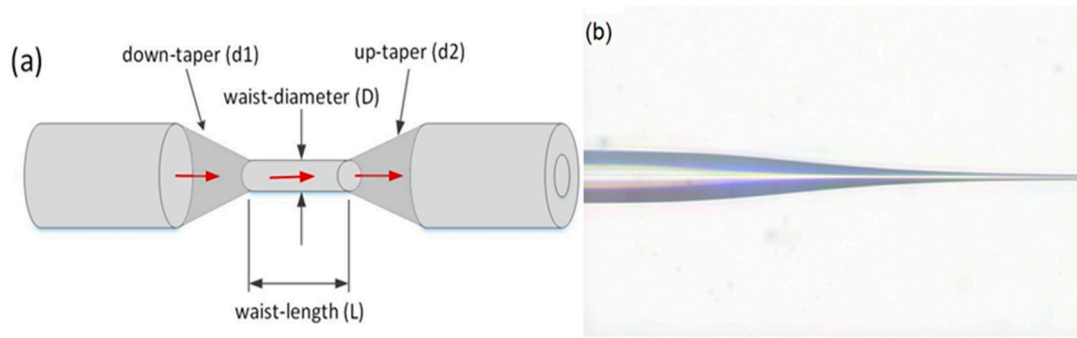 (a)
down-taper (d1)
up-taper (d2)
waist-diameter (D)
waist-length (L)
(b)